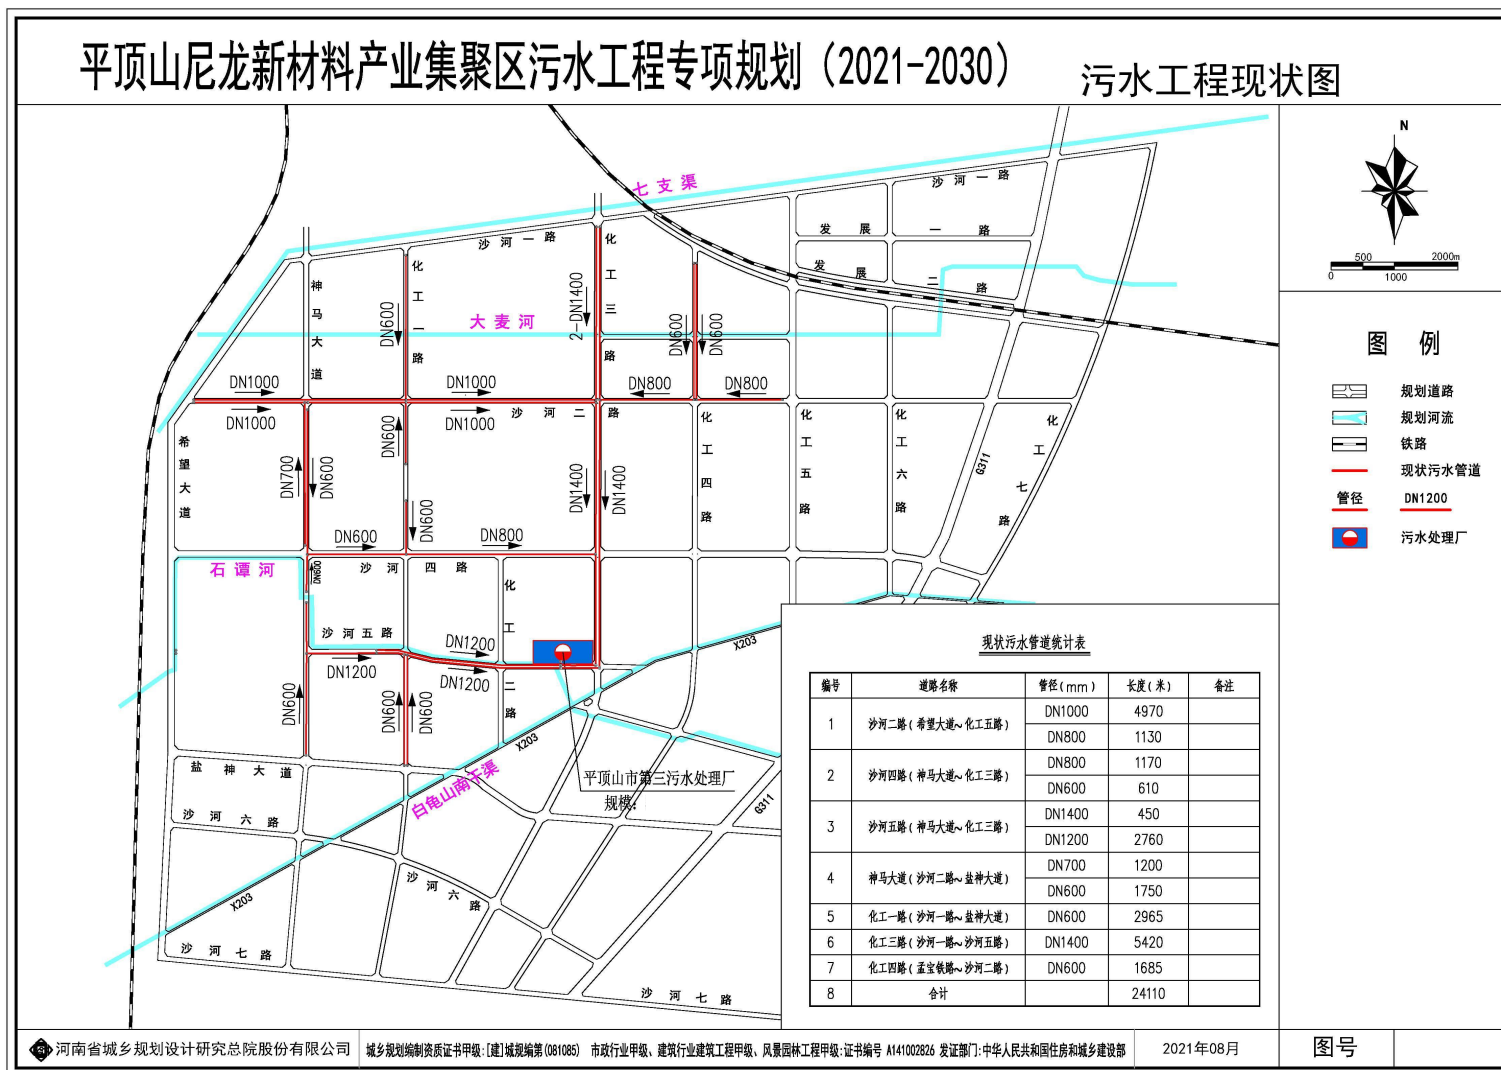 平顶山尼龙新材料产业集聚区污水工程专项规划（2021-2030） 污水工程现状图
N
500 2000m
0 1000
图 例
规划道路
规划河流
铁路
现状污水管道
管径 DN1200
污水处理厂
七支渠
沙河一路
沙河一路
发展一路
发展二路
神马大道
化工一路
化工三路
大麦河
DN600
2-DN1400
DN600
DN600
DN1000
DN1000
DN800
DN800
DN1000
DN1000
沙河二路
希望大道
化工四路
化工五路
化工六路
化工七路
G311
DN700
DN600
DN600
DN1400
DN1400
DN600
DN600
DN800
石谭河
DN600
沙河四路
化工二路
沙河五路
DN1200
DN1200
DN1200
X203
DN600
DN600
DN600
X203
盐神大道
白龟山南干渠
平顶山市第三污水处理厂
规模:
G311
沙河六路
沙河六路
X203
沙河七路
沙河七路
现状污水管道统计表
编号 道路名称 管径(mm) 长度(米) 备注
1 沙河二路(希望大道~化工五路) DN1000 4970
DN800 1130
2 沙河四路(神马大道~化工三路) DN800 1170
DN600 610
3 沙河五路(神马大道~化工三路) DN1400 450
DN1200 2760
4 神马大道(沙河二路~盐神大道) DN700 1200
DN600 1750
5 化工一路(沙河一路~盐神大道) DN600 2965
6 化工三路(沙河一路~沙河五路) DN1400 5420
7 化工四路(孟宝铁路~沙河二路) DN600 1685
8 合计 24110
河南省城乡规划设计研究总院股份有限公司 城乡规划编制资质证书甲级:[建]城规编第(081085) 市政行业甲级、建筑行业建筑工程甲级、风景园林工程甲级:证书编号 A141002826 发证部门:中华人民共和国住房和城乡建设部 2021年08月 图号